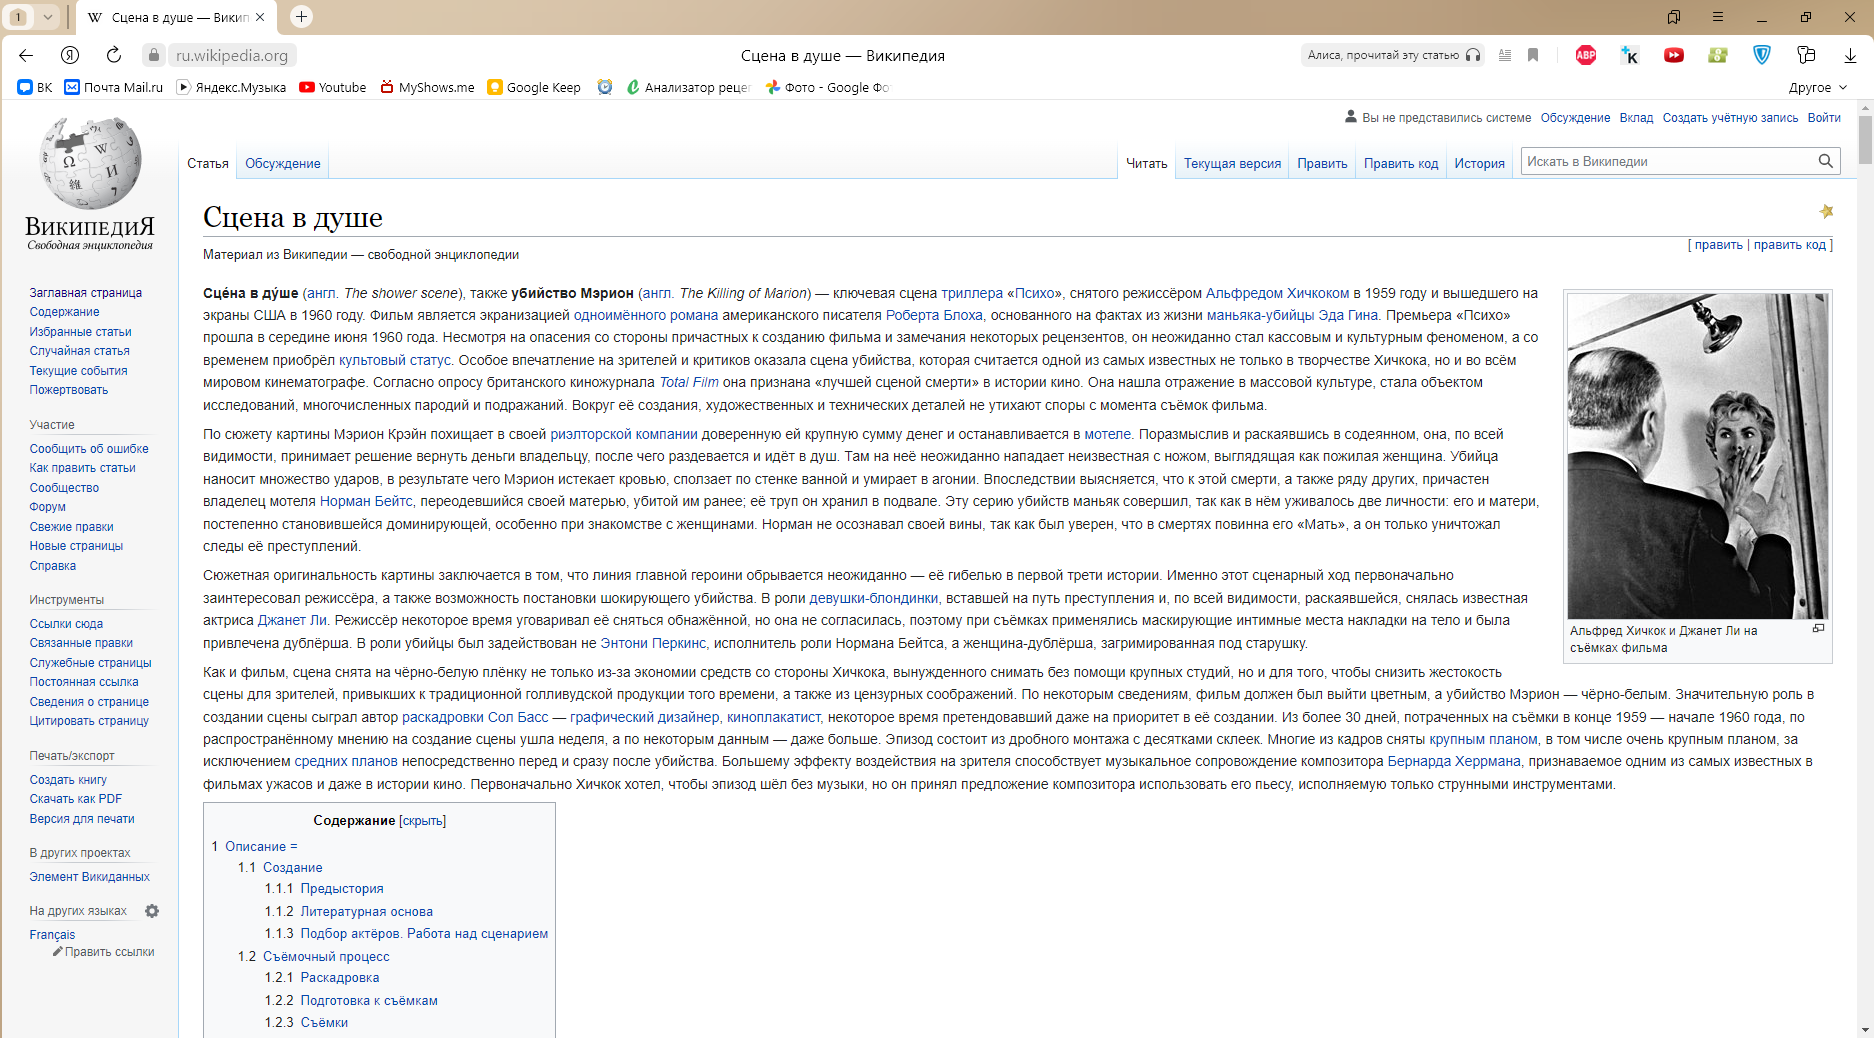 1
Сцена в душе — Викип
ru.wikipedia.org
Сцена в душе — Википедия
Алиса, прочитай эту статью
ABP
K
ВК
Почта Mail.ru
Яндекс.Музыка
Youtube
MyShows.me
Google Keep
Анализатор рецеп
Фото - Google Фо
Другое
Вы не представились системе
Обсуждение
Вклад
Создать учётную запись
Войти
Статья
Обсуждение
Читать
Текущая версия
Править
Править код
История
Искать в Википедии
ВИКИПЕДИЯ
Свободная энциклопедия
Заглавная страница
Содержание
Избранные статьи
Случайная статья
Текущие события
Пожертвовать
Участие
Сообщить об ошибке
Как править статьи
Сообщество
Форум
Свежие правки
Новые страницы
Справка
Инструменты
Ссылки сюда
Связанные правки
Служебные страницы
Постоянная ссылка
Сведения о странице
Цитировать страницу
Печать/экспорт
Создать книгу
Скачать как PDF
Версия для печати
В других проектах
Элемент Викиданных
На других языках
Français
Править ссылки
Сцена в душе
[ править | править код ]
Материал из Википедии — свободной энциклопедии
Сце́на в ду́ше (англ. The shower scene), также убийство Мэрион (англ. The Killing of Marion) — ключевая сцена триллера «Психо», снятого режиссёром Альфредом Хичкоком в 1959 году и вышедшего на
экраны США в 1960 году. Фильм является экранизацией одноимённого романа американского писателя Роберта Блоха, основанного на фактах из жизни маньяка-убийцы Эда Гина. Премьера «Психо»
прошла в середине июня 1960 года. Несмотря на опасения со стороны причастных к созданию фильма и замечания некоторых рецензентов, он неожиданно стал кассовым и культурным феноменом, а со
временем приобрёл культовый статус. Особое впечатление на зрителей и критиков оказала сцена убийства, которая считается одной из самых известных не только в творчестве Хичкока, но и во всём
мировом кинематографе. Согласно опросу британского киножурнала Total Film она признана «лучшей сценой смерти» в истории кино. Она нашла отражение в массовой культуре, стала объектом
исследований, многочисленных пародий и подражаний. Вокруг её создания, художественных и технических деталей не утихают споры с момента съёмок фильма.
По сюжету картины Мэрион Крэйн похищает в своей риэлторской компании доверенную ей крупную сумму денег и останавливается в мотеле. Поразмыслив и раскаявшись в содеянном, она, по всей
видимости, принимает решение вернуть деньги владельцу, после чего раздевается и идёт в душ. Там на неё неожиданно нападает неизвестная с ножом, выглядящая как пожилая женщина. Убийца
наносит множество ударов, в результате чего Мэрион истекает кровью, сползает по стенке ванной и умирает в агонии. Впоследствии выясняется, что к этой смерти, а также ряду других, причастен
владелец мотеля Норман Бейтс, переодевшийся своей матерью, убитой им ранее; её труп он хранил в подвале. Эту серию убийств маньяк совершил, так как в нём уживалось две личности: его и матери,
постепенно становившейся доминирующей, особенно при знакомстве с женщинами. Норман не осознавал своей вины, так как был уверен, что в смертях повинна его «Мать», а он только уничтожал
следы её преступлений.
Сюжетная оригинальность картины заключается в том, что линия главной героини обрывается неожиданно — её гибелью в первой трети истории. Именно этот сценарный ход первоначально
заинтересовал режиссёра, а также возможность постановки шокирующего убийства. В роли девушки-блондинки, вставшей на путь преступления и, по всей видимости, раскаявшейся, снялась известная
актриса Джанет Ли. Режиссёр некоторое время уговаривал её сняться обнажённой, но она не согласилась, поэтому при съёмках применялись маскирующие интимные места накладки на тело и была
привлечена дублёрша. В роли убийцы был задействован не Энтони Перкинс, исполнитель роли Нормана Бейтса, а женщина-дублёрша, загримированная под старушку.
Альфред Хичкок и Джанет Ли на
съёмках фильма
Как и фильм, сцена снята на чёрно-белую плёнку не только из-за экономии средств со стороны Хичкока, вынужденного снимать без помощи крупных студий, но и для того, чтобы снизить жестокость
сцены для зрителей, привыкших к традиционной голливудской продукции того времени, а также из цензурных соображений. По некоторым сведениям, фильм должен был выйти цветным, а убийство Мэрион — чёрно-белым. Значительную роль в
создании сцены сыграл автор раскадровки Сол Басс — графический дизайнер, киноплакатист, некоторое время претендовавший даже на приоритет в её создании. Из более 30 дней, потраченных на съёмки в конце 1959 — начале 1960 года, по
распространённому мнению на создание сцены ушла неделя, а по некоторым данным — даже больше. Эпизод состоит из дробного монтажа с десятками склеек. Многие из кадров сняты крупным планом, в том числе очень крупным планом, за
исключением средних планов непосредственно перед и сразу после убийства. Большему эффекту воздействия на зрителя способствует музыкальное сопровождение композитора Бернарда Херрмана, признаваемое одним из самых известных в
фильмах ужасов и даже в истории кино. Первоначально Хичкок хотел, чтобы эпизод шёл без музыки, но он принял предложение композитора использовать его пьесу, исполняемую только струнными инструментами.
Содержание [скрыть]
1 Описание =
1.1 Создание
1.1.1 Предыстория
1.1.2 Литературная основа
1.1.3 Подбор актёров. Работа над сценарием
1.2 Съёмочный процесс
1.2.1 Раскадровка
1.2.2 Подготовка к съёмкам
1.2.3 Съёмки